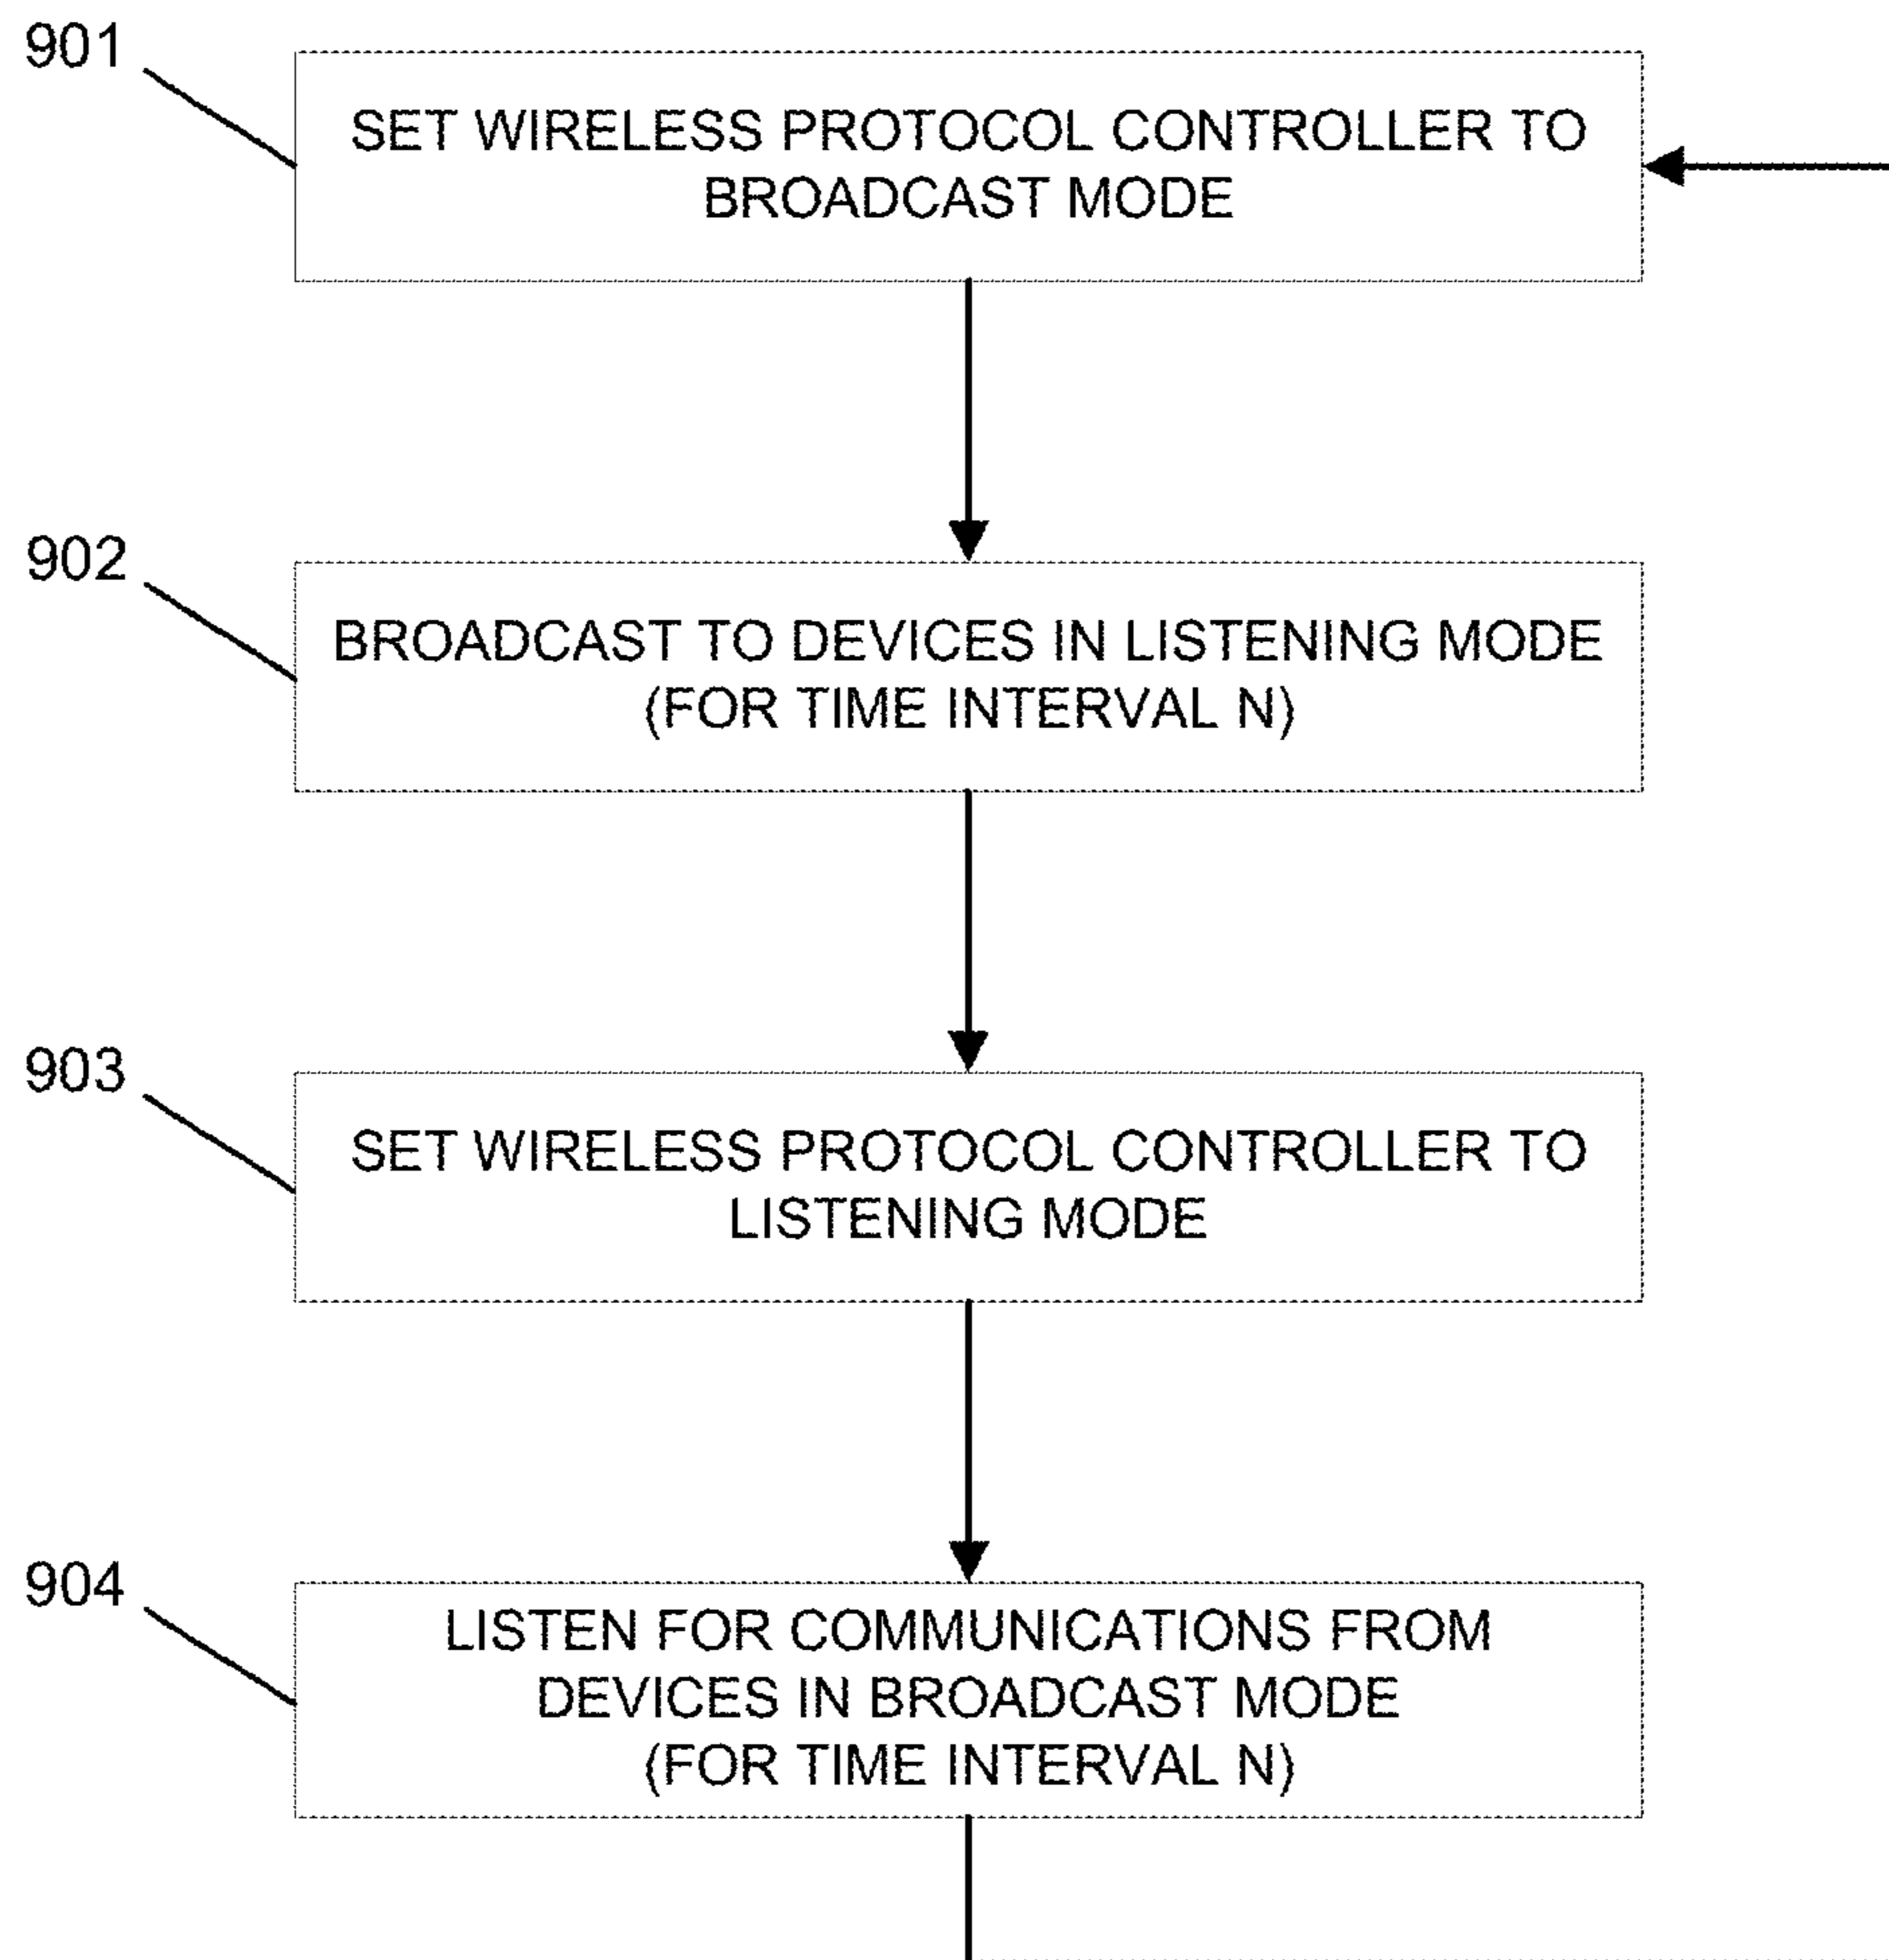 901
SET WIRELESS PROTOCOL CONTROLLER TO
BROADCAST MODE
902
BROADCAST TO DEVICES IN LISTENING MODE
(FOR TIME INTERVAL N)
903
SET WIRELESS PROTOCOL CONTROLLER TO
LISTENING MODE
904
LISTEN FOR COMMUNICATIONS FROM
DEVICES IN BROADCAST MODE
(FOR TIME INTERVAL N)